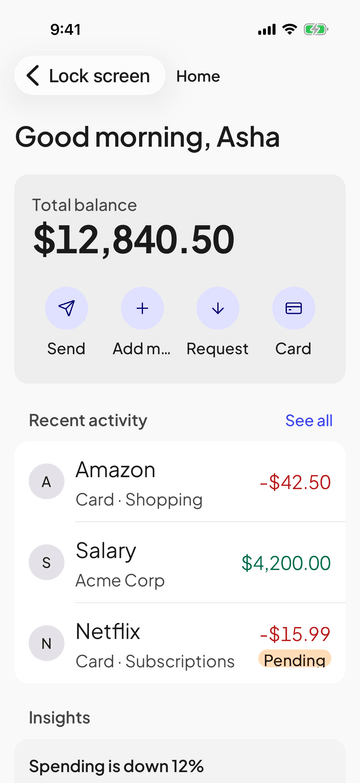 9:41
Lock screen Home
Good morning, Asha
Total balance
$12,840.50
Send Add m... Request Card
Recent activity See all
A Amazon -$42.50
Card · Shopping
S Salary $4,200.00
Acme Corp
N Netflix -$15.99
Card · Subscriptions Pending
Insights
Spending is down 12%